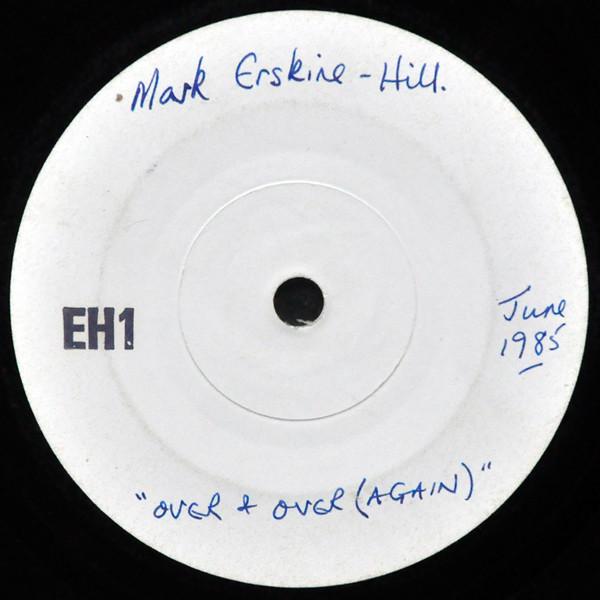 Mark Erskine-Hill.
EH1
June
1985
"OVER & OVER (AGAIN)"